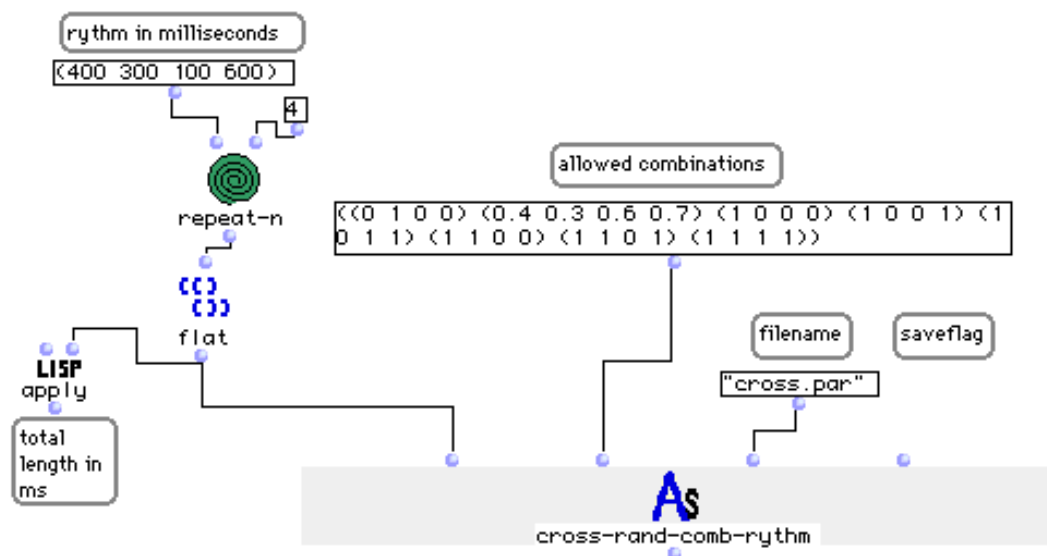 rythm in milliseconds
(400 300 100 600)
4
repeat-n
allowed combinations
((0 1 0 0) (0.4 0.3 0.6 0.7) (1 0 0 0) (1 0 0 1) (1
0 1 1) (1 1 0 0) (1 1 0 1) (1 1 1 1))
(()
())
flat
filename
saveflag
LISP
apply
"cross.par"
total
length in
ms
As
cross-rand-comb-rythm